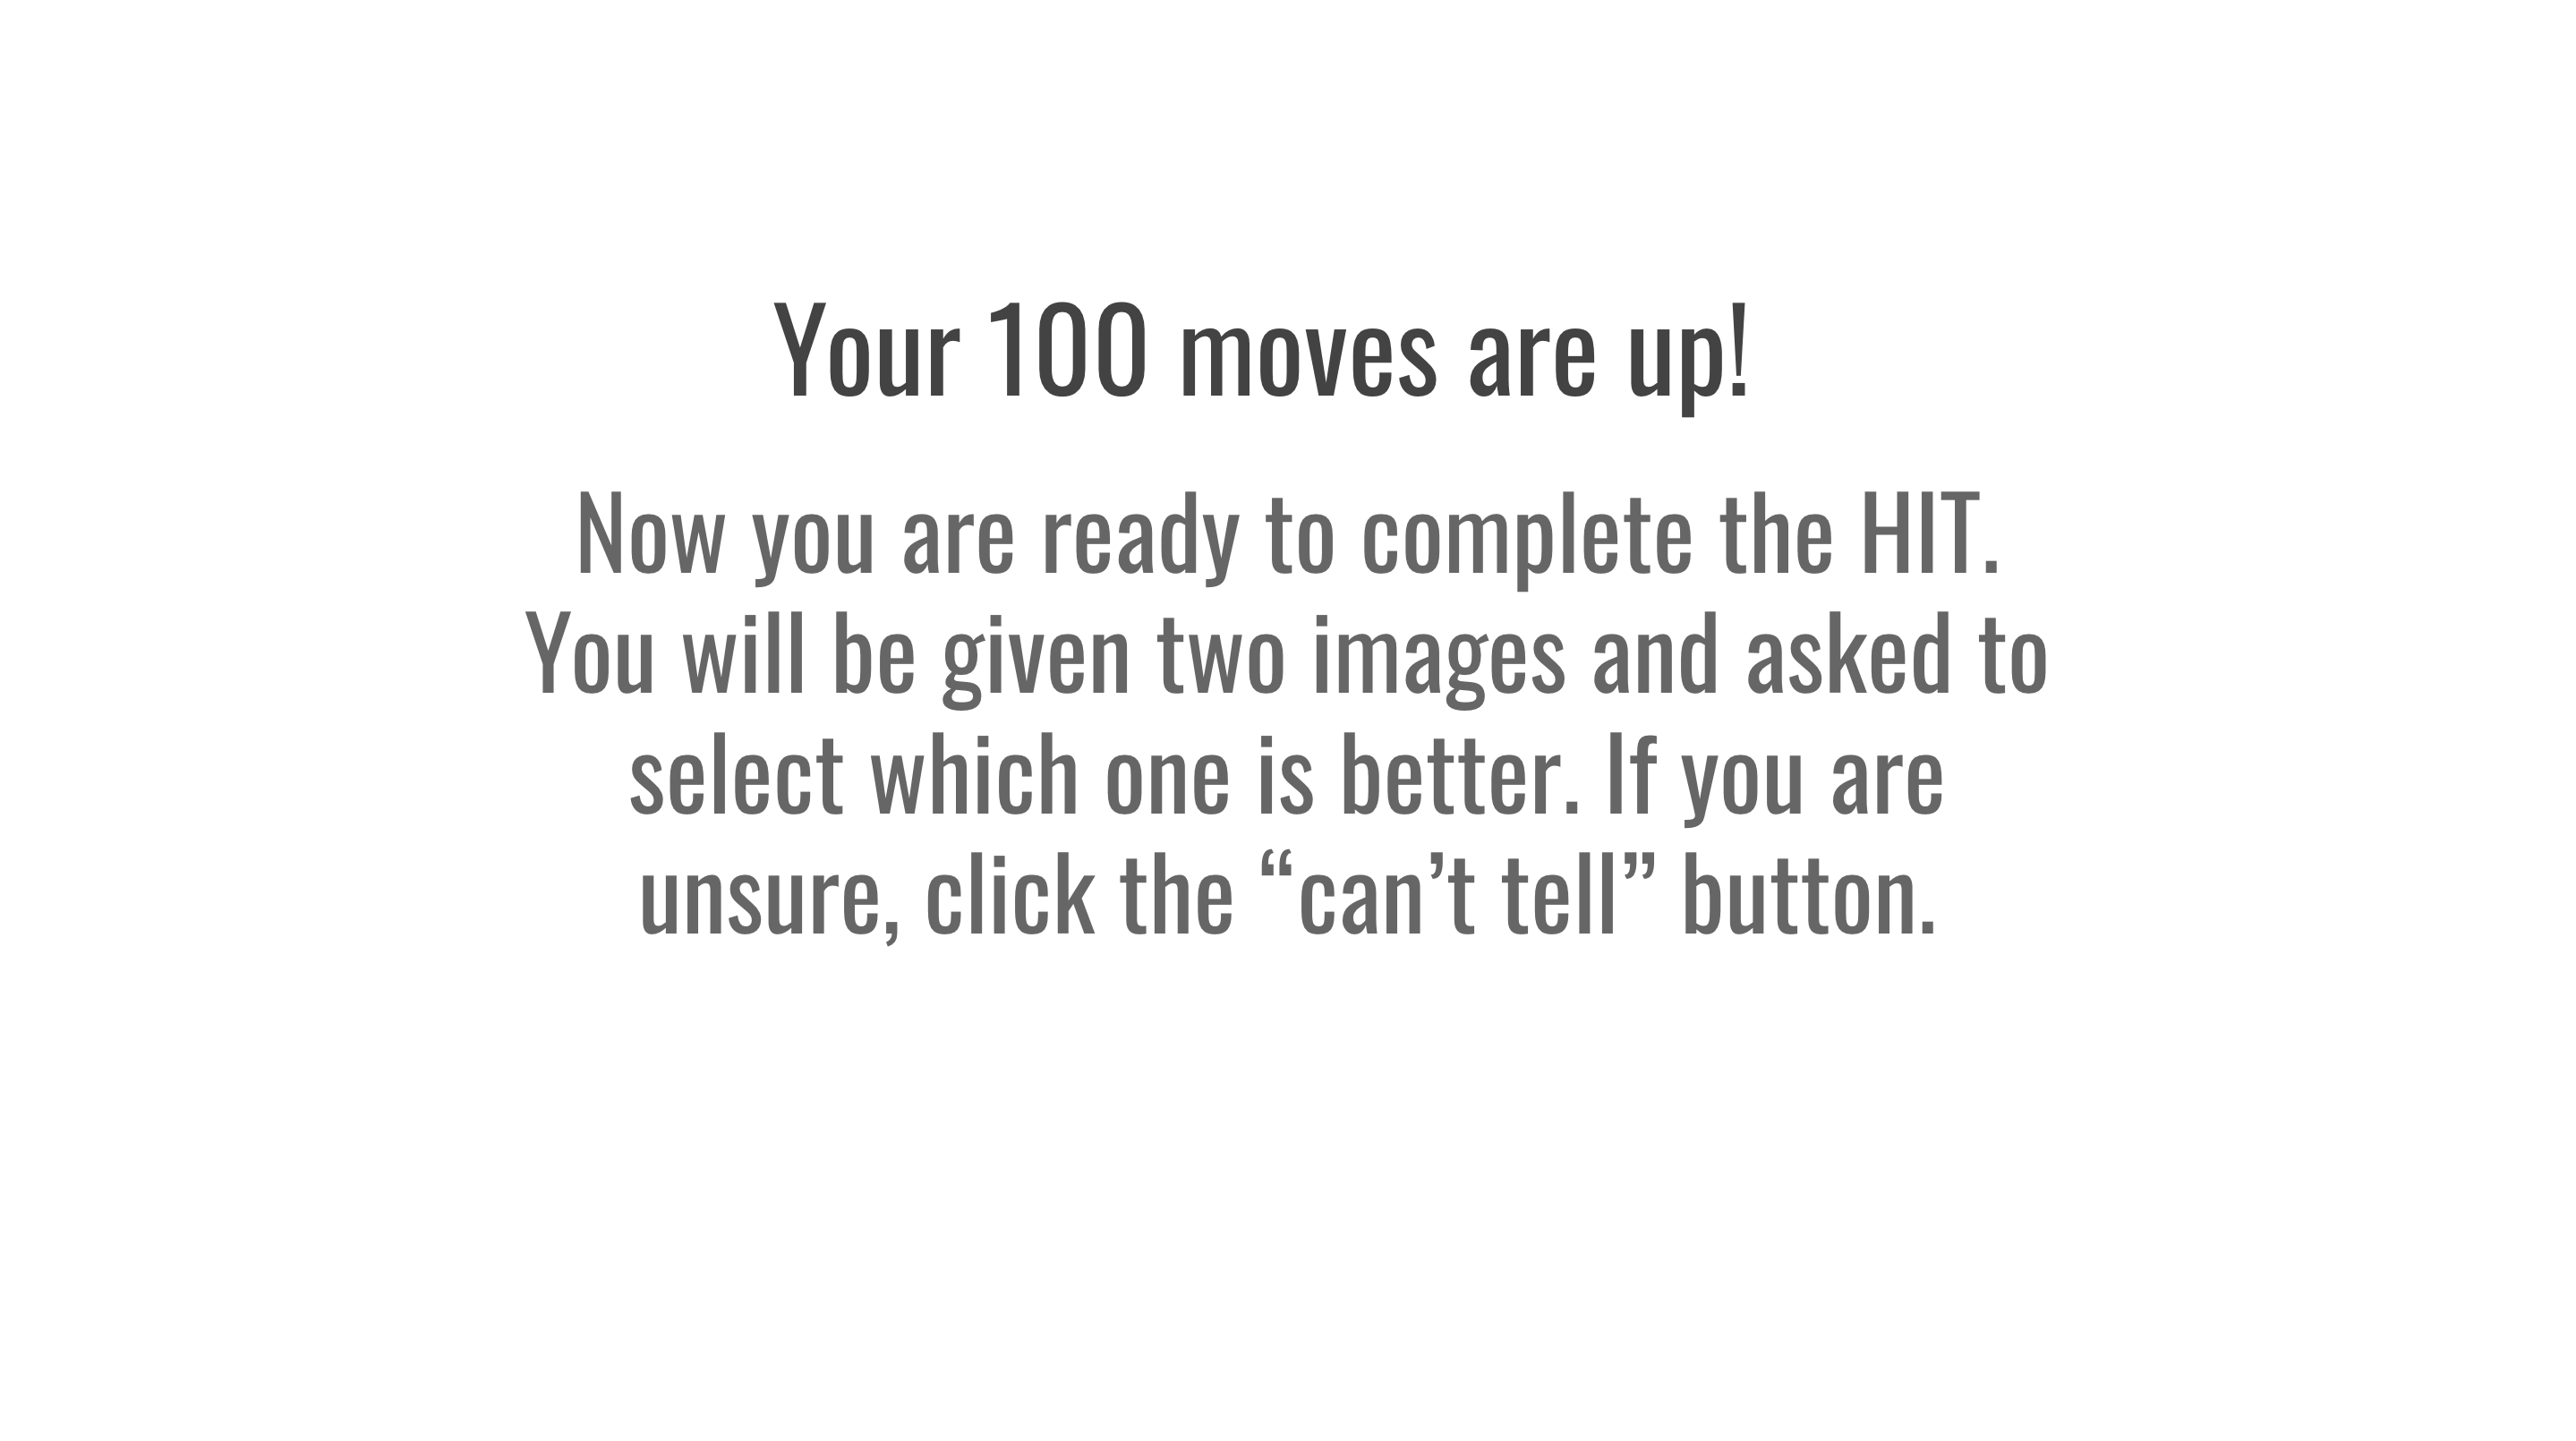 Your 100 moves are up!
Now you are ready to complete the HIT.
You will be given two images and asked to
select which one is better. If you are
unsure, click the “can’t tell” button.